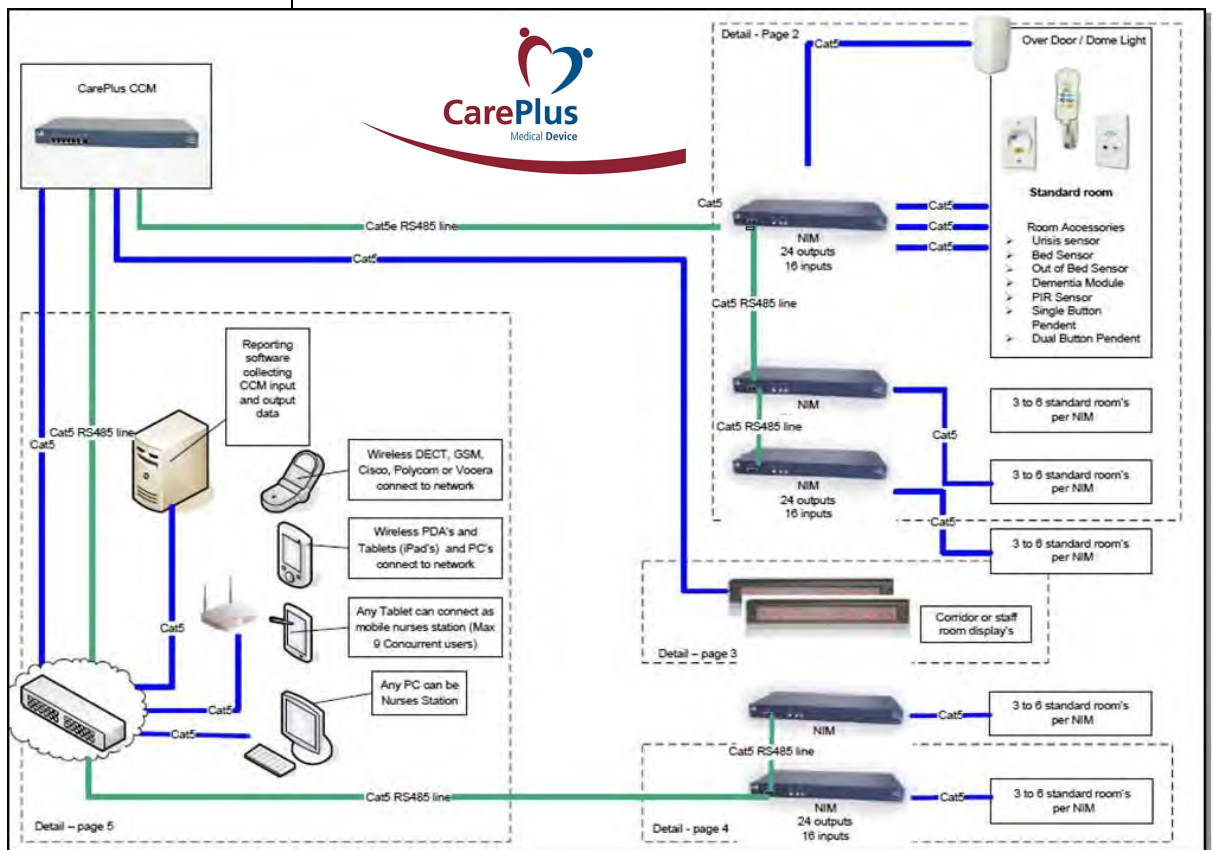 CarePlus CCM
CarePlus
Medical Device
Detail - Page 2
Cat5
Over Door / Dome Light
Standard room
Room Accessories
Urisis sensor
Bed Sensor
Out of Bed Sensor
Dementia Module
PIR Sensor
Single Button
Pendent
Dual Button Pendent
Cat5
Cat5
Cat5
Cat5
NIM
24 outputs
16 inputs
Cat5e RS485 line
Cat5
Cat5 RS485 line
NIM
3 to 6 standard room's
per NIM
Cat5 RS485 line
Cat5
NIM
24 outputs
16 inputs
3 to 6 standard room's
per NIM
Cat5
3 to 6 standard room's
per NIM
Reporting
software
collecting
CCM input
and output
data
Cat5 RS485 line
Cat5
Wireless DECT, GSM,
Cisco, Polycom or Vocera
connect to network
Wireless PDA's and
Tablets (iPad's) and PC's
connect to network
Any Tablet can connect as
mobile nurses station (Max
9 Concurrent users)
Any PC can be
Nurses Station
Cat5
Cat5
Cat5
Corridor or staff
room display's
Detail – page 3
NIM
Cat5
3 to 6 standard room's
per NIM
Cat5 RS485 line
NIM
24 outputs
16 inputs
Cat5
3 to 6 standard room's
per NIM
Cat5 RS485 line
Detail – page 5
Detail - page 4